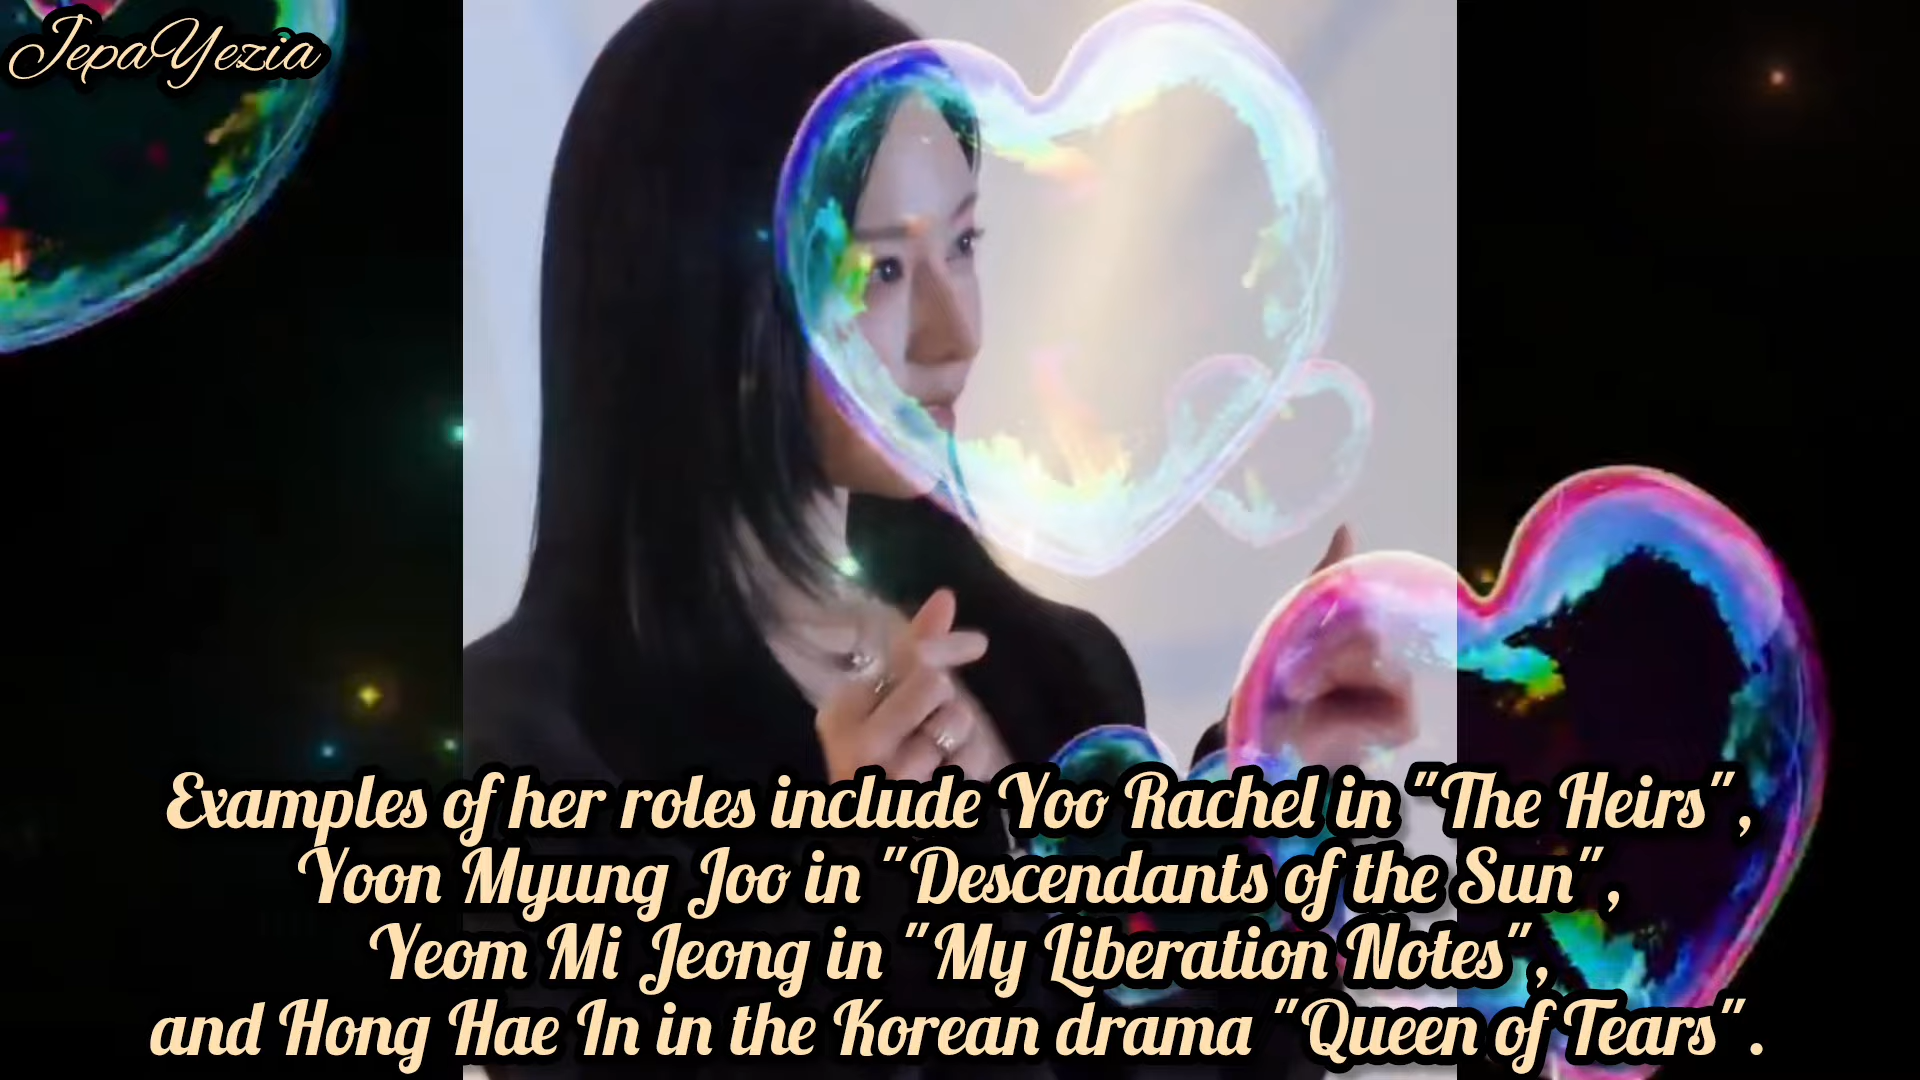 JepaYezia
Examples of her roles include Yoo Rachel in "The Heirs",
Yoon Myung Joo in "Descendants of the Sun",
Yeom Mi Jeong in "My Liberation Notes",
and Hong Hae In in the Korean drama "Queen of Tears".